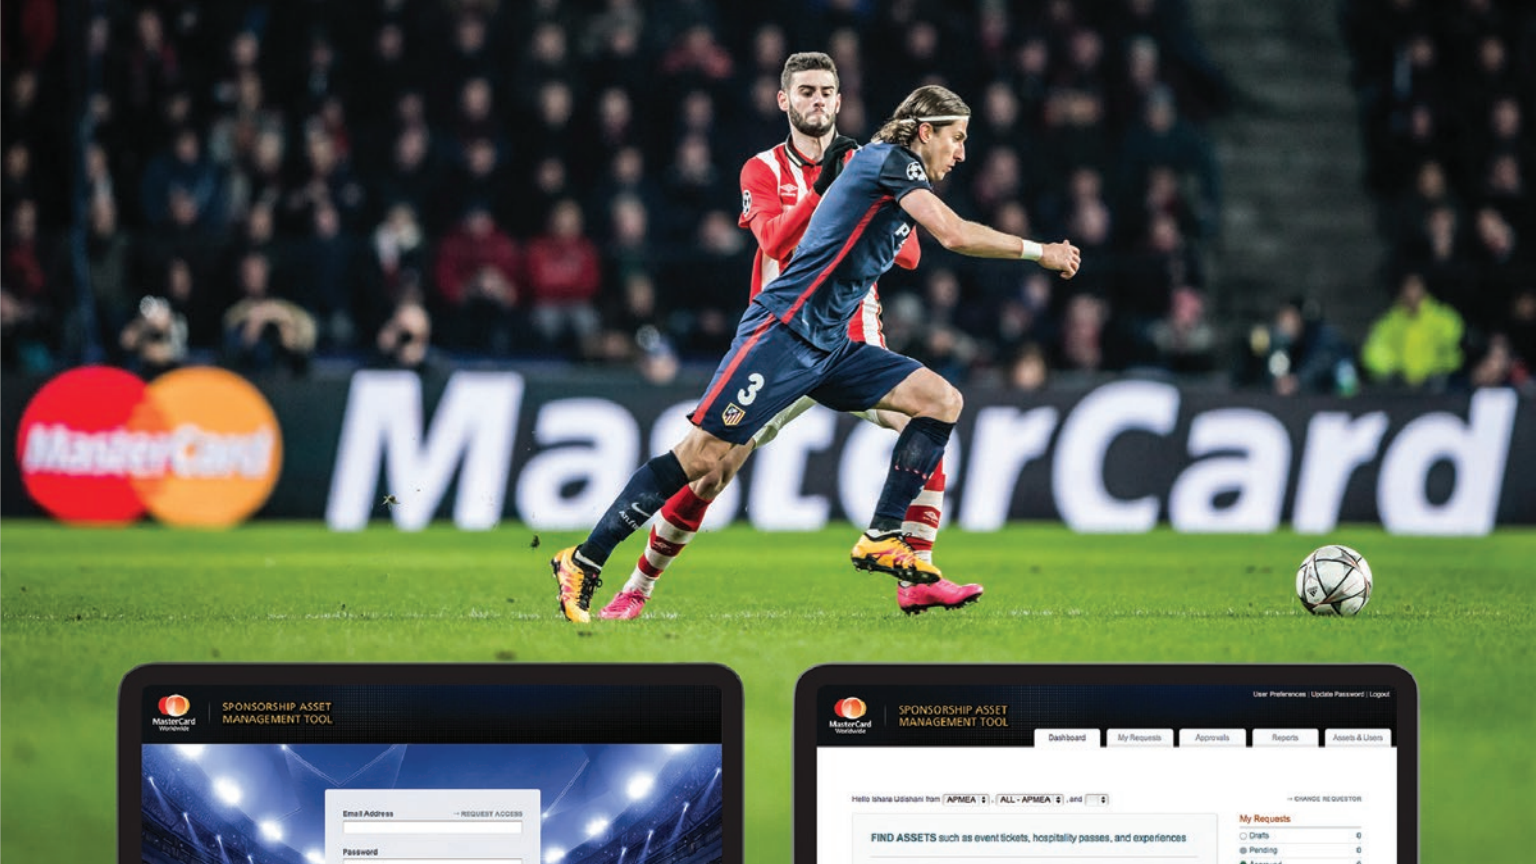 MasterCard
MasterCard
3
SPONSORSHIP ASSET
MANAGEMENT TOOL
MasterCard
Worldwide
Email Address
→ REQUEST ACCESS
Password
User Preferences | Update Password | Logout
SPONSORSHIP ASSET
MANAGEMENT TOOL
MasterCard
Worldwide
Dashboard
My Requests
Approvals
Reports
Assets & Users
Hello Ishara Udishani from APMEA , ALL - APMEA , and
→ CHANGE REQUESTOR
FIND ASSETS such as event tickets, hospitality passes, and experiences
My Requests
Drafts 0
Pending 0